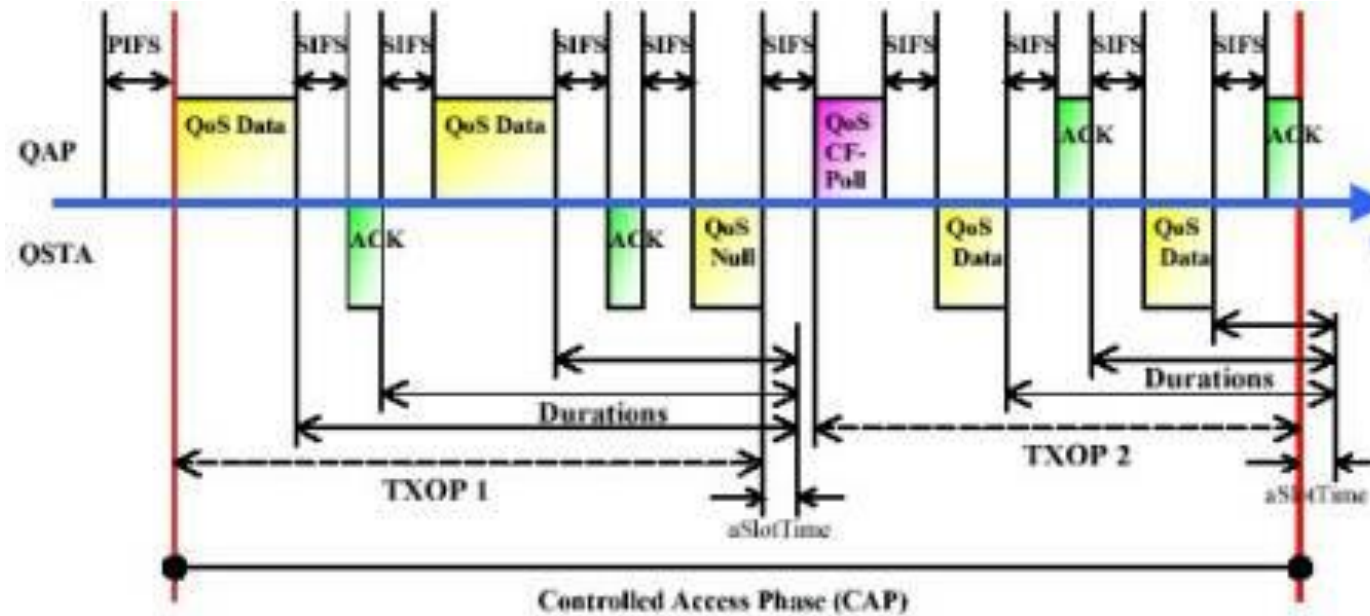 PIFS SIFS SIFS SIFS SIFS SIFS SIFS SIFS SIFS SIFS
QAP
QoS Data
QoS Data
QoS
CF-
Poll
ACK
ACK
QSTA
ACK
ACK
QoS
Null
QoS
Data
QoS
Data
Durations
Durations
TXOP 1
TXOP 2
aSlotTime
aSlotTime
Controlled Access Phase (CAP)